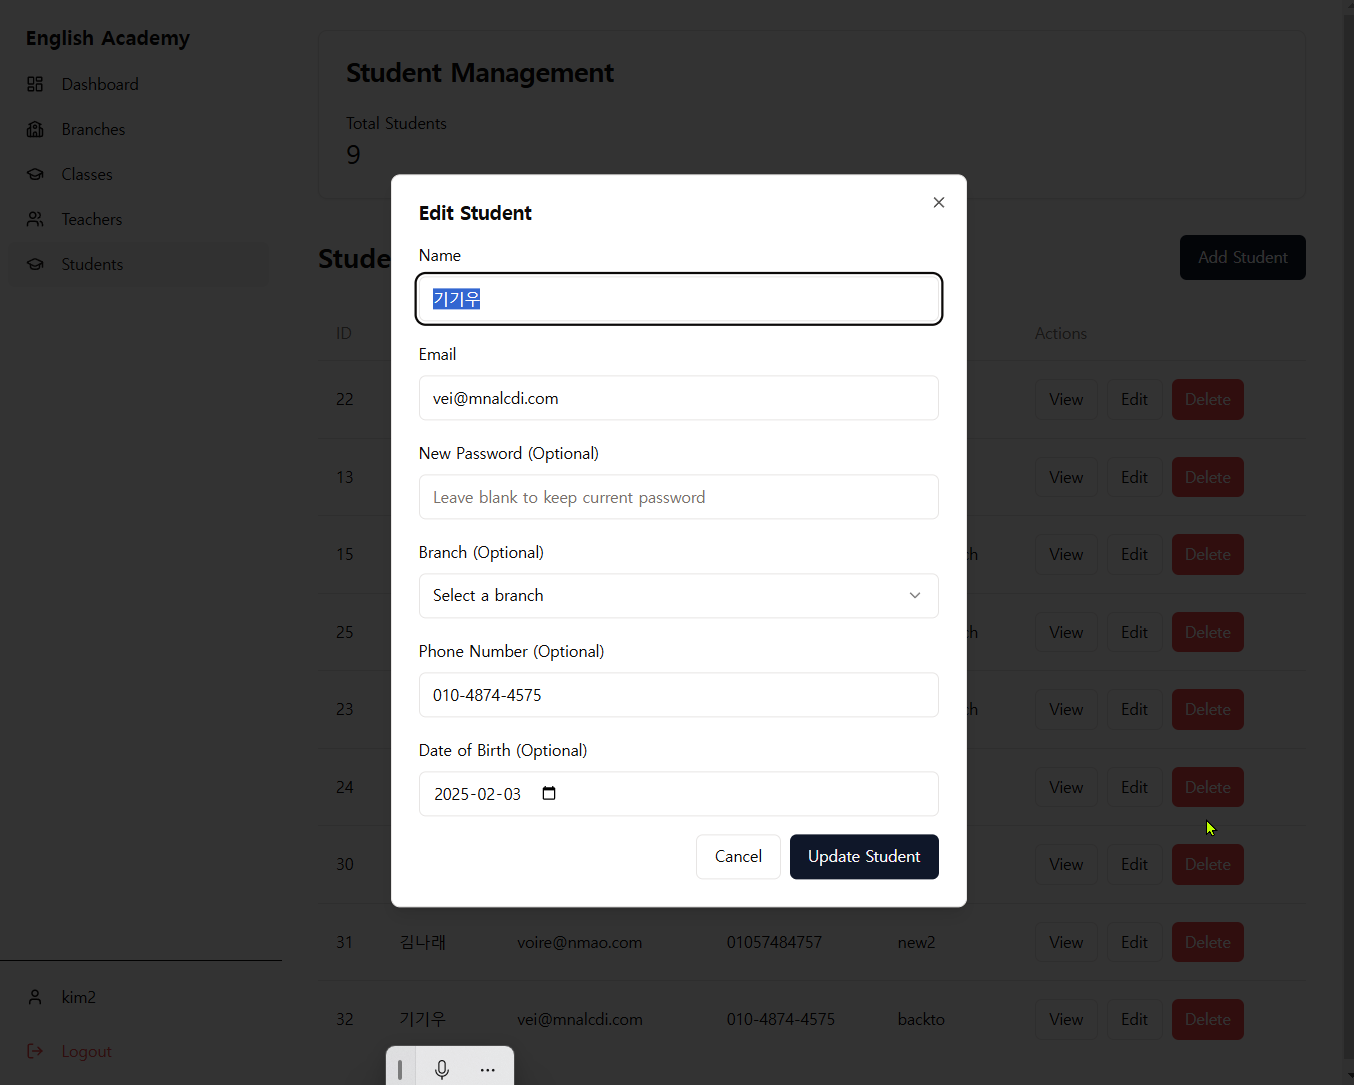 English Academy
Dashboard
Branches
Classes
Teachers
Students
kim2
Logout
Student Management
Total Students
9
Stude
Add Student
ID
Actions
22
View Edit Delete
13
View Edit Delete
15
h
View Edit Delete
25
h
View Edit Delete
23
h
View Edit Delete
24
View Edit Delete
30
View Edit Delete
31 김나래 voire@nmao.com 01057484757 new2 View Edit Delete
32 기기우 vei@mnalcdi.com 010-4874-4575 backto View Edit Delete
Edit Student
Name
기기우
Email
vei@mnalcdi.com
New Password (Optional)
Leave blank to keep current password
Branch (Optional)
Select a branch
Phone Number (Optional)
010-4874-4575
Date of Birth (Optional)
2025-02-03
Cancel
Update Student